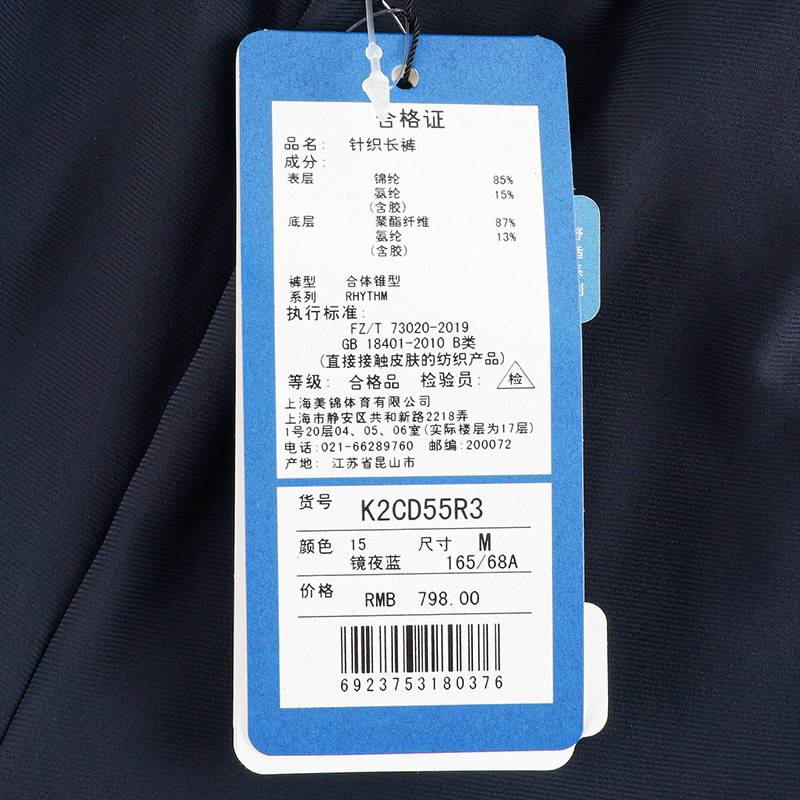 合格证
品名: 针织长裤
成分:
表层 锦纶 85%
氨纶 15%
(含胶)
底层 聚酯纤维 87%
氨纶 13%
(含胶)
裤型 合体锥型
系列 RHYTHM
执行标准:
FZ/T 73020-2019
GB 18401-2010 B类
(直接接触皮肤的纺织产品)
等级: 合格品 检验员: 检
上海美锦体育有限公司
上海市静安区共和新路2218弄
1号20层04、05、06室(实际楼层为17层)
电话:021-66289760 邮编:200072
产地: 江苏省昆山市
货号 K2CD55R3
颜色 15 尺寸 M
镜夜蓝 165/68A
价格 RMB 798.00
6923753180376
舒适系列